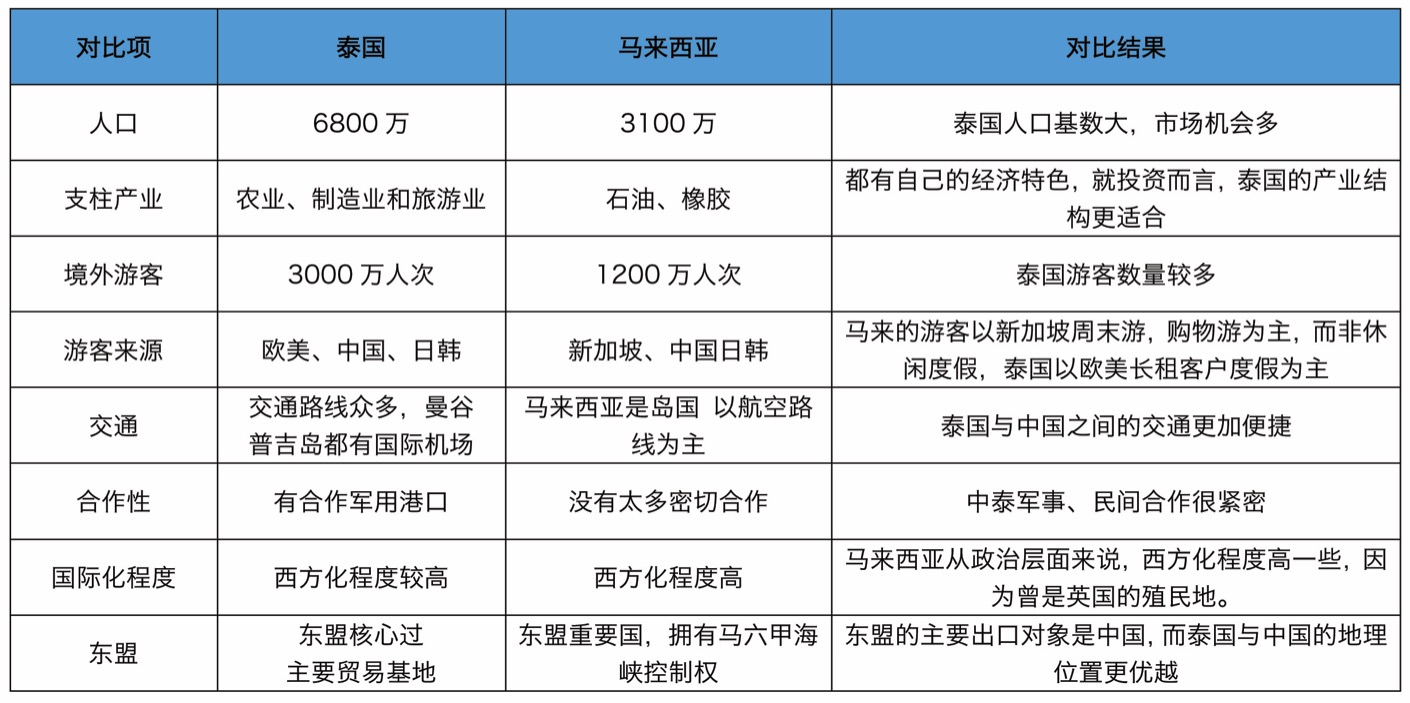 对比项 泰国 马来西亚 对比结果
人口 6800 万 3100 万 泰国人口基数大，市场机会多
支柱产业 农业、制造业和旅游业 石油、橡胶 都有自己的经济特色，就投资而言，泰国的产业结
构更适合
境外游客 3000 万人次 1200 万人次 泰国游客数量较多
游客来源 欧美、中国、日韩 新加坡、中国日韩 马来的游客以新加坡周末游，购物游为主，而非休
闲度假，泰国以欧美长租客户度假为主
交通 交通路线众多，曼谷
普吉岛都有国际机场 马来西亚是岛国 以航空路
线为主 泰国与中国之间的交通更加便捷
合作性 有合作军用港口 没有太多密切合作 中泰军事、民间合作很紧密
国际化程度 西方化程度较高 西方化程度高 马来西亚从政治层面来说，西方化程度高一些，因
为曾是英国的殖民地。
东盟 东盟核心过
主要贸易基地 东盟重要国，拥有马六甲海
峡控制权 东盟的主要出口对象是中国，而泰国与中国的地理
位置更优越